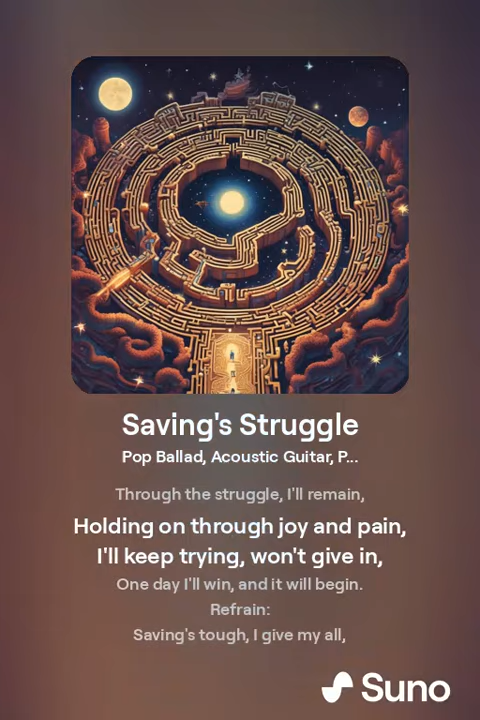 Saving's Struggle
Pop Ballad, Acoustic Guitar, P...
Through the struggle, I'll remain,
Holding on through joy and pain,
I'll keep trying, won't give in,
One day I'll win, and it will begin.
Refrain:
Saving's tough, I give my all,
Suno